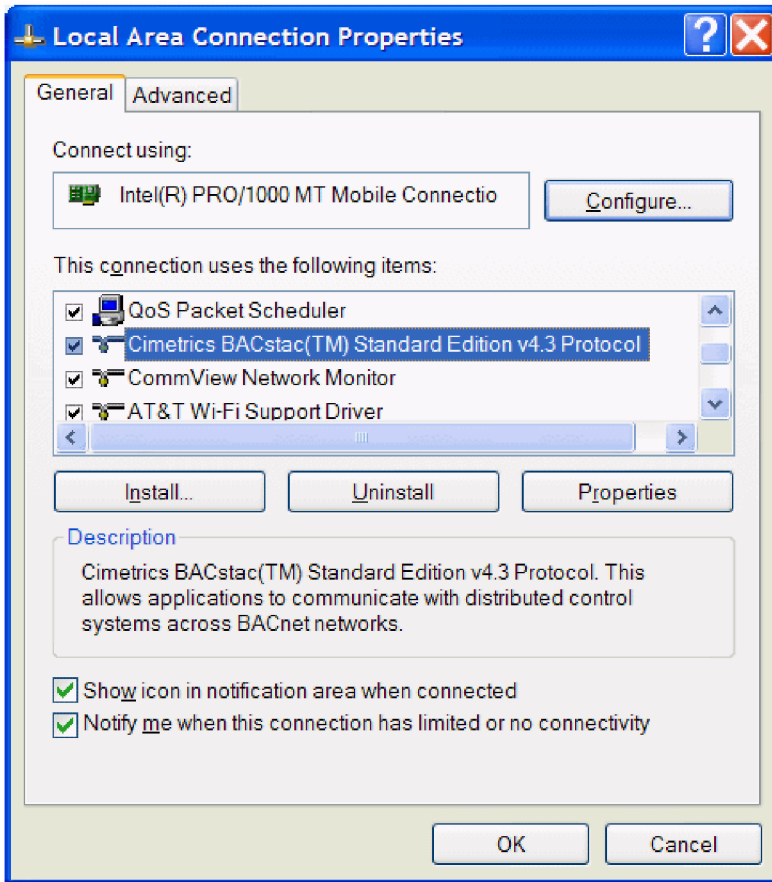 Local Area Connection Properties
General Advanced
Connect using:
Intel(R) PRO/1000 MT Mobile Connectio
Configure...
This connection uses the following items:
QoS Packet Scheduler
Cimetrics BACstac(TM) Standard Edition v4.3 Protocol
CommView Network Monitor
AT&T Wi-Fi Support Driver
Install... Uninstall Properties
Description
Cimetrics BACstac(TM) Standard Edition v4.3 Protocol. This
allows applications to communicate with distributed control
systems across BACnet networks.
Show icon in notification area when connected
Notify me when this connection has limited or no connectivity
OK Cancel